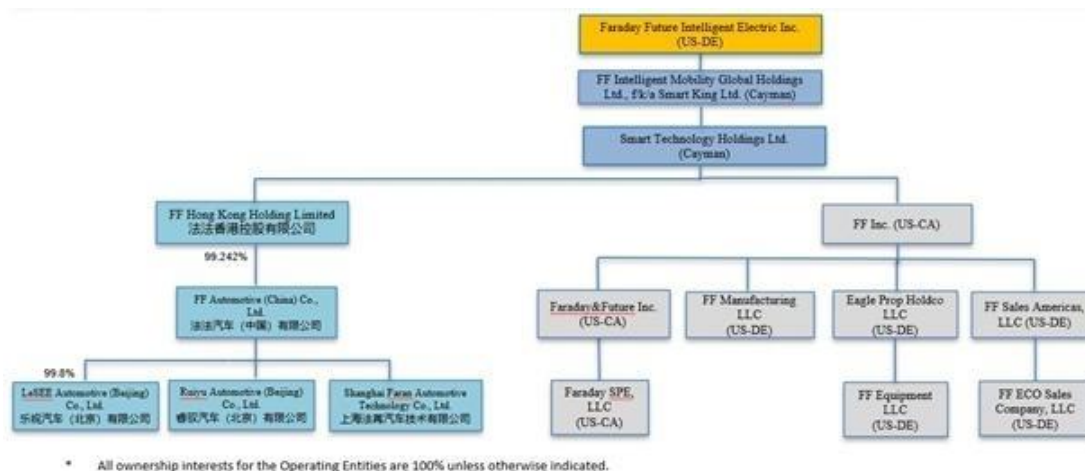 Faraday Future Intelligent Electric Inc.
(US-DE)
FF Intelligent Mobility Global Holdings
Ltd., f/k/a Smart King Ltd. (Cayman)
Smart Technology Holdings Ltd.
(Cayman)
FF Hong Kong Holding Limited
法法香港控股有限公司
FF Inc. (US-CA)
99.242%
FF Automotive (China) Co.,
Ltd.
法法汽车（中国）有限公司
Faraday&Future Inc.
(US-CA)
FF Manufacturing
LLC
(US-DE)
Eagle Prop Holdco
LLC
(US-DE)
FF Sales Americas,
LLC (US-DE)
99.8%
LeSEE Automotive (Beijing)
Co., Ltd.
乐视汽车（北京）有限公司
Ruiyu Automotive (Beijing)
Co., Ltd.
睿驭汽车（北京）有限公司
Shanghai Faran Automotive
Technology Co., Ltd.
上海法冉汽车技术有限公司
Faraday SPE,
LLC
(US-CA)
FF Equipment
LLC
(US-DE)
FF ECO Sales
Company, LLC
(US-DE)
* All ownership interests for the Operating Entities are 100% unless otherwise indicated.